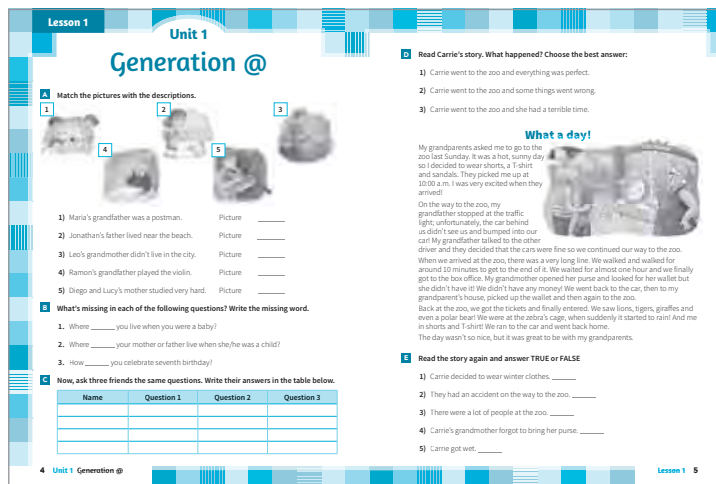 Lesson 1
Unit 1
Generation @
A Match the pictures with the descriptions.
1
2
3
4
5
1) Maria's grandfather was a postman. Picture ______
2) Jonathan's father lived near the beach. Picture ______
3) Leo's grandmother didn't live in the city. Picture ______
4) Ramon's grandfather played the violin. Picture ______
5) Diego and Lucy's mother studied very hard. Picture ______
B What's missing in each of the following questions? Write the missing word.
1. Where ______ you live when you were a baby?
2. Where ______ your mother or father live when she/he was a child?
3. How ______ you celebrate seventh birthday?
C Now, ask three friends the same questions. Write their answers in the table below.
Name Question 1 Question 2 Question 3
4 Unit 1 Generation @
D Read Carrie's story. What happened? Choose the best answer:
1) Carrie went to the zoo and everything was perfect.
2) Carrie went to the zoo and some things went wrong.
3) Carrie went to the zoo and she had a terrible time.
What a day!
My grandparents asked me to go to the
zoo last Sunday. It was a hot, sunny day
so I decided to wear shorts, a T-shirt
and sandals. They picked me up at
10:00 a.m. I was very excited when they
arrived!
On the way to the zoo, my
grandfather stopped at the traffic
light; unfortunately, the car behind
us didn't see us and bumped into our
car! My grandfather talked to the other
driver and they decided that the cars were fine so we continued our way to the zoo.
When we arrived at the zoo, there was a very long line. We walked and walked for
around 10 minutes to get to the end of it. We waited for almost one hour and we finally
got to the box office. My grandmother opened her purse and looked for her wallet but
she didn't have it! We didn't have any money! We went back to the car, then to my
grandparent's house, picked up the wallet and then again to the zoo.
Back at the zoo, we got the tickets and finally entered. We saw lions, tigers, giraffes and
even a polar bear! We were at the zebra's cage, when suddenly it started to rain! And me
in shorts and T-shirt! We ran to the car and went back home.
The day wasn't so nice, but it was great to be with my grandparents.
E Read the story again and answer TRUE or FALSE
1) Carrie decided to wear winter clothes. ______
2) They had an accident on the way to the zoo. ______
3) There were a lot of people at the zoo. ______
4) Carrie's grandmother forgot to bring her purse. ______
5) Carrie got wet. ______
Lesson 1 5